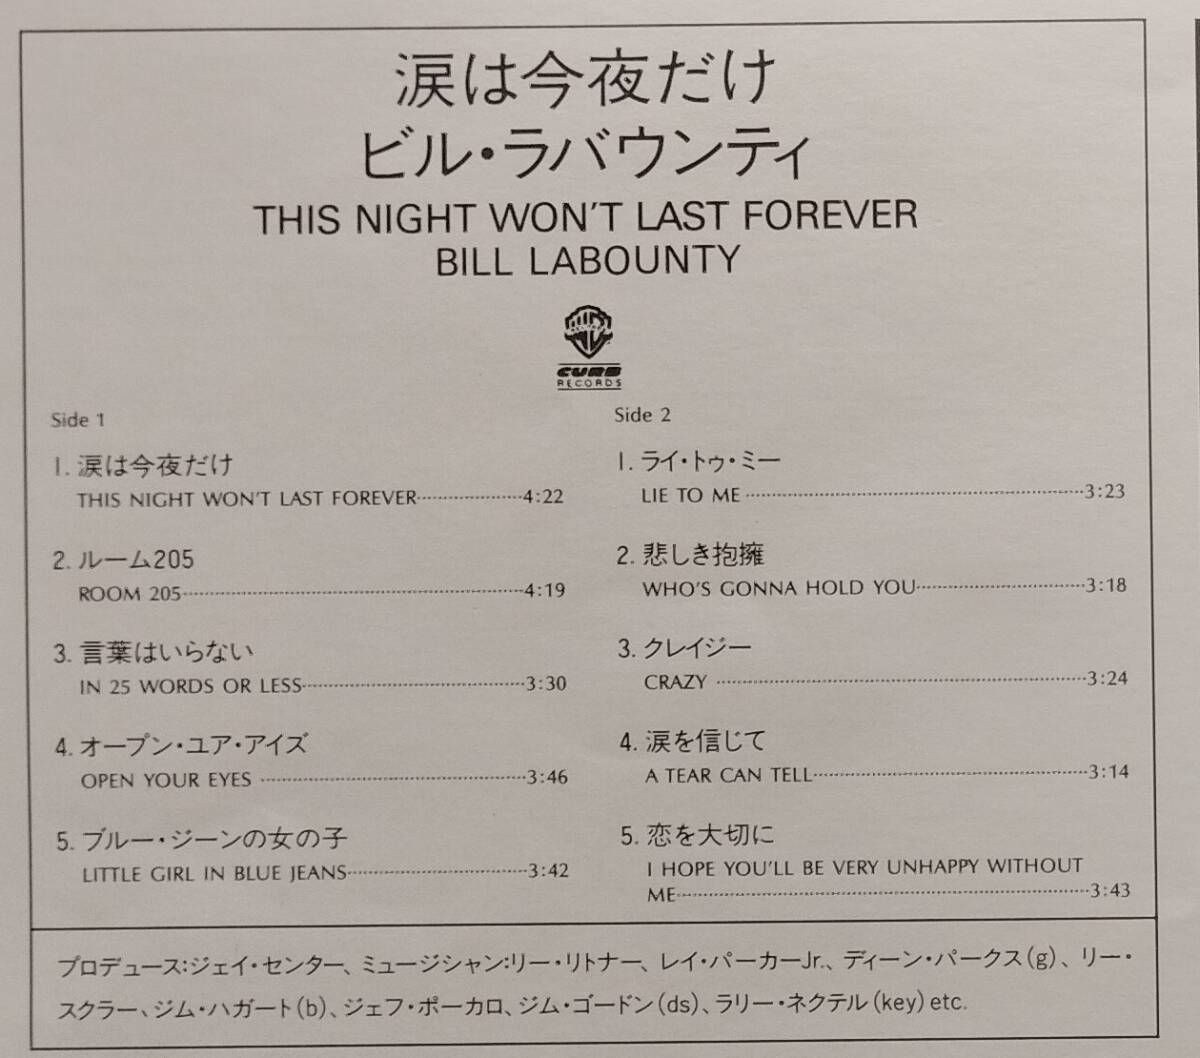 涙は今夜だけ
ビル・ラバウンティ
THIS NIGHT WON'T LAST FOREVER
BILL LABOUNTY
CURB
RECORDS
Side 1
1. 涙は今夜だけ
THIS NIGHT WON'T LAST FOREVER 4:22
2. ルーム205
ROOM 205 4:19
3. 言葉はいらない
IN 25 WORDS OR LESS 3:30
4. オープン・ユア・アイズ
OPEN YOUR EYES 3:46
5. ブルー・ジーンの女の子
LITTLE GIRL IN BLUE JEANS 3:42
Side 2
1. ライ・トゥ・ミー
LIE TO ME 3:23
2. 悲しき抱擁
WHO'S GONNA HOLD YOU 3:18
3. クレイジー
CRAZY 3:24
4. 涙を信じて
A TEAR CAN TELL 3:14
5. 恋を大切に
I HOPE YOU'LL BE VERY UNHAPPY WITHOUT
ME 3:43
プロデュース:ジェイ・センター、ミュージシャン:リー・リトナー、レイ・パーカーJr.、ディーン・パークス(g)、リー・
スクラー、ジム・ハガート(b)、ジェフ・ポーカロ、ジム・ゴードン(ds)、ラリー・ネクテル(key)etc.